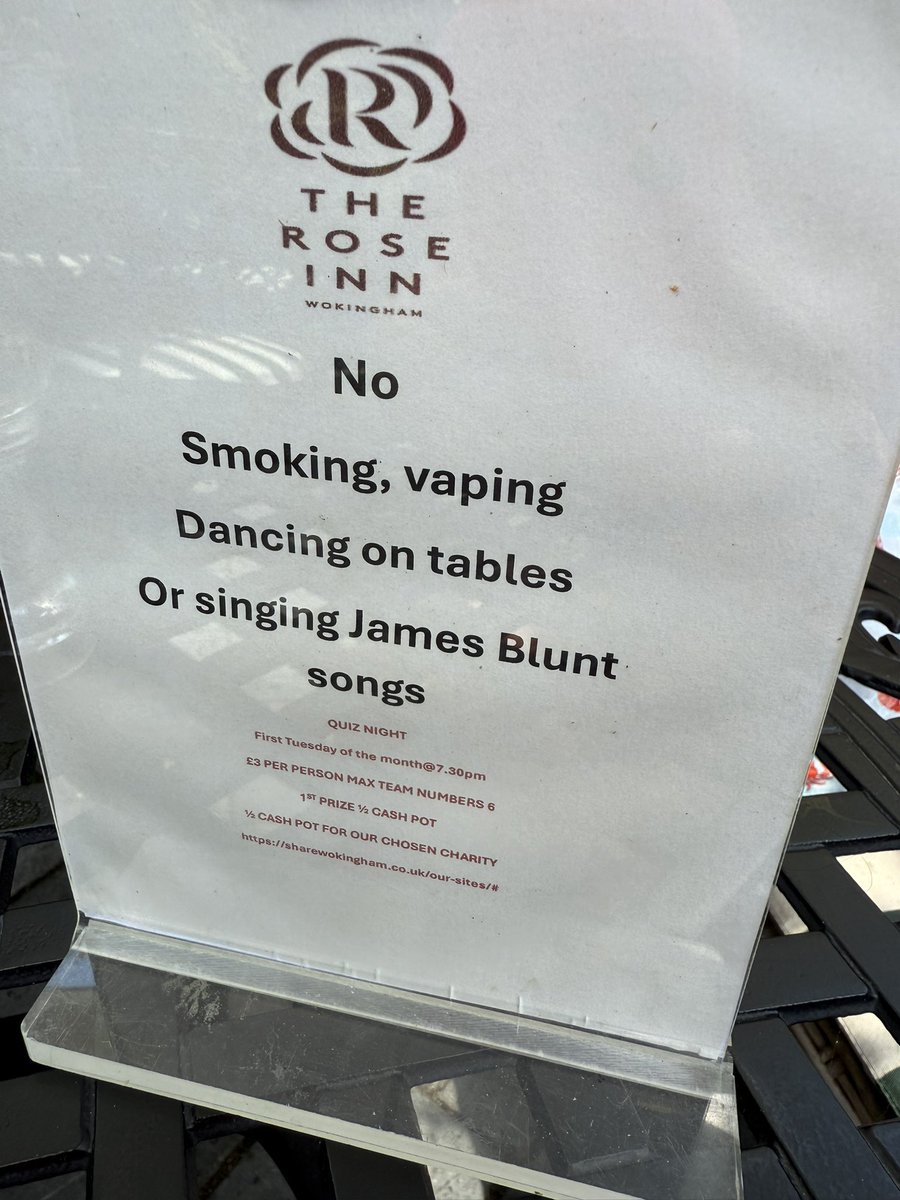 R
THE
ROSE
INN
WOKINGHAM
No
Smoking, vaping
Dancing on tables
Or singing James Blunt
songs
QUIZ NIGHT
First Tuesday of the month@7.30pm
£3 PER PERSON MAX TEAM NUMBERS 6
1ST PRIZE ½ CASH POT
½ CASH POT FOR OUR CHOSEN CHARITY
https://sharewokingham.co.uk/our-sites/#